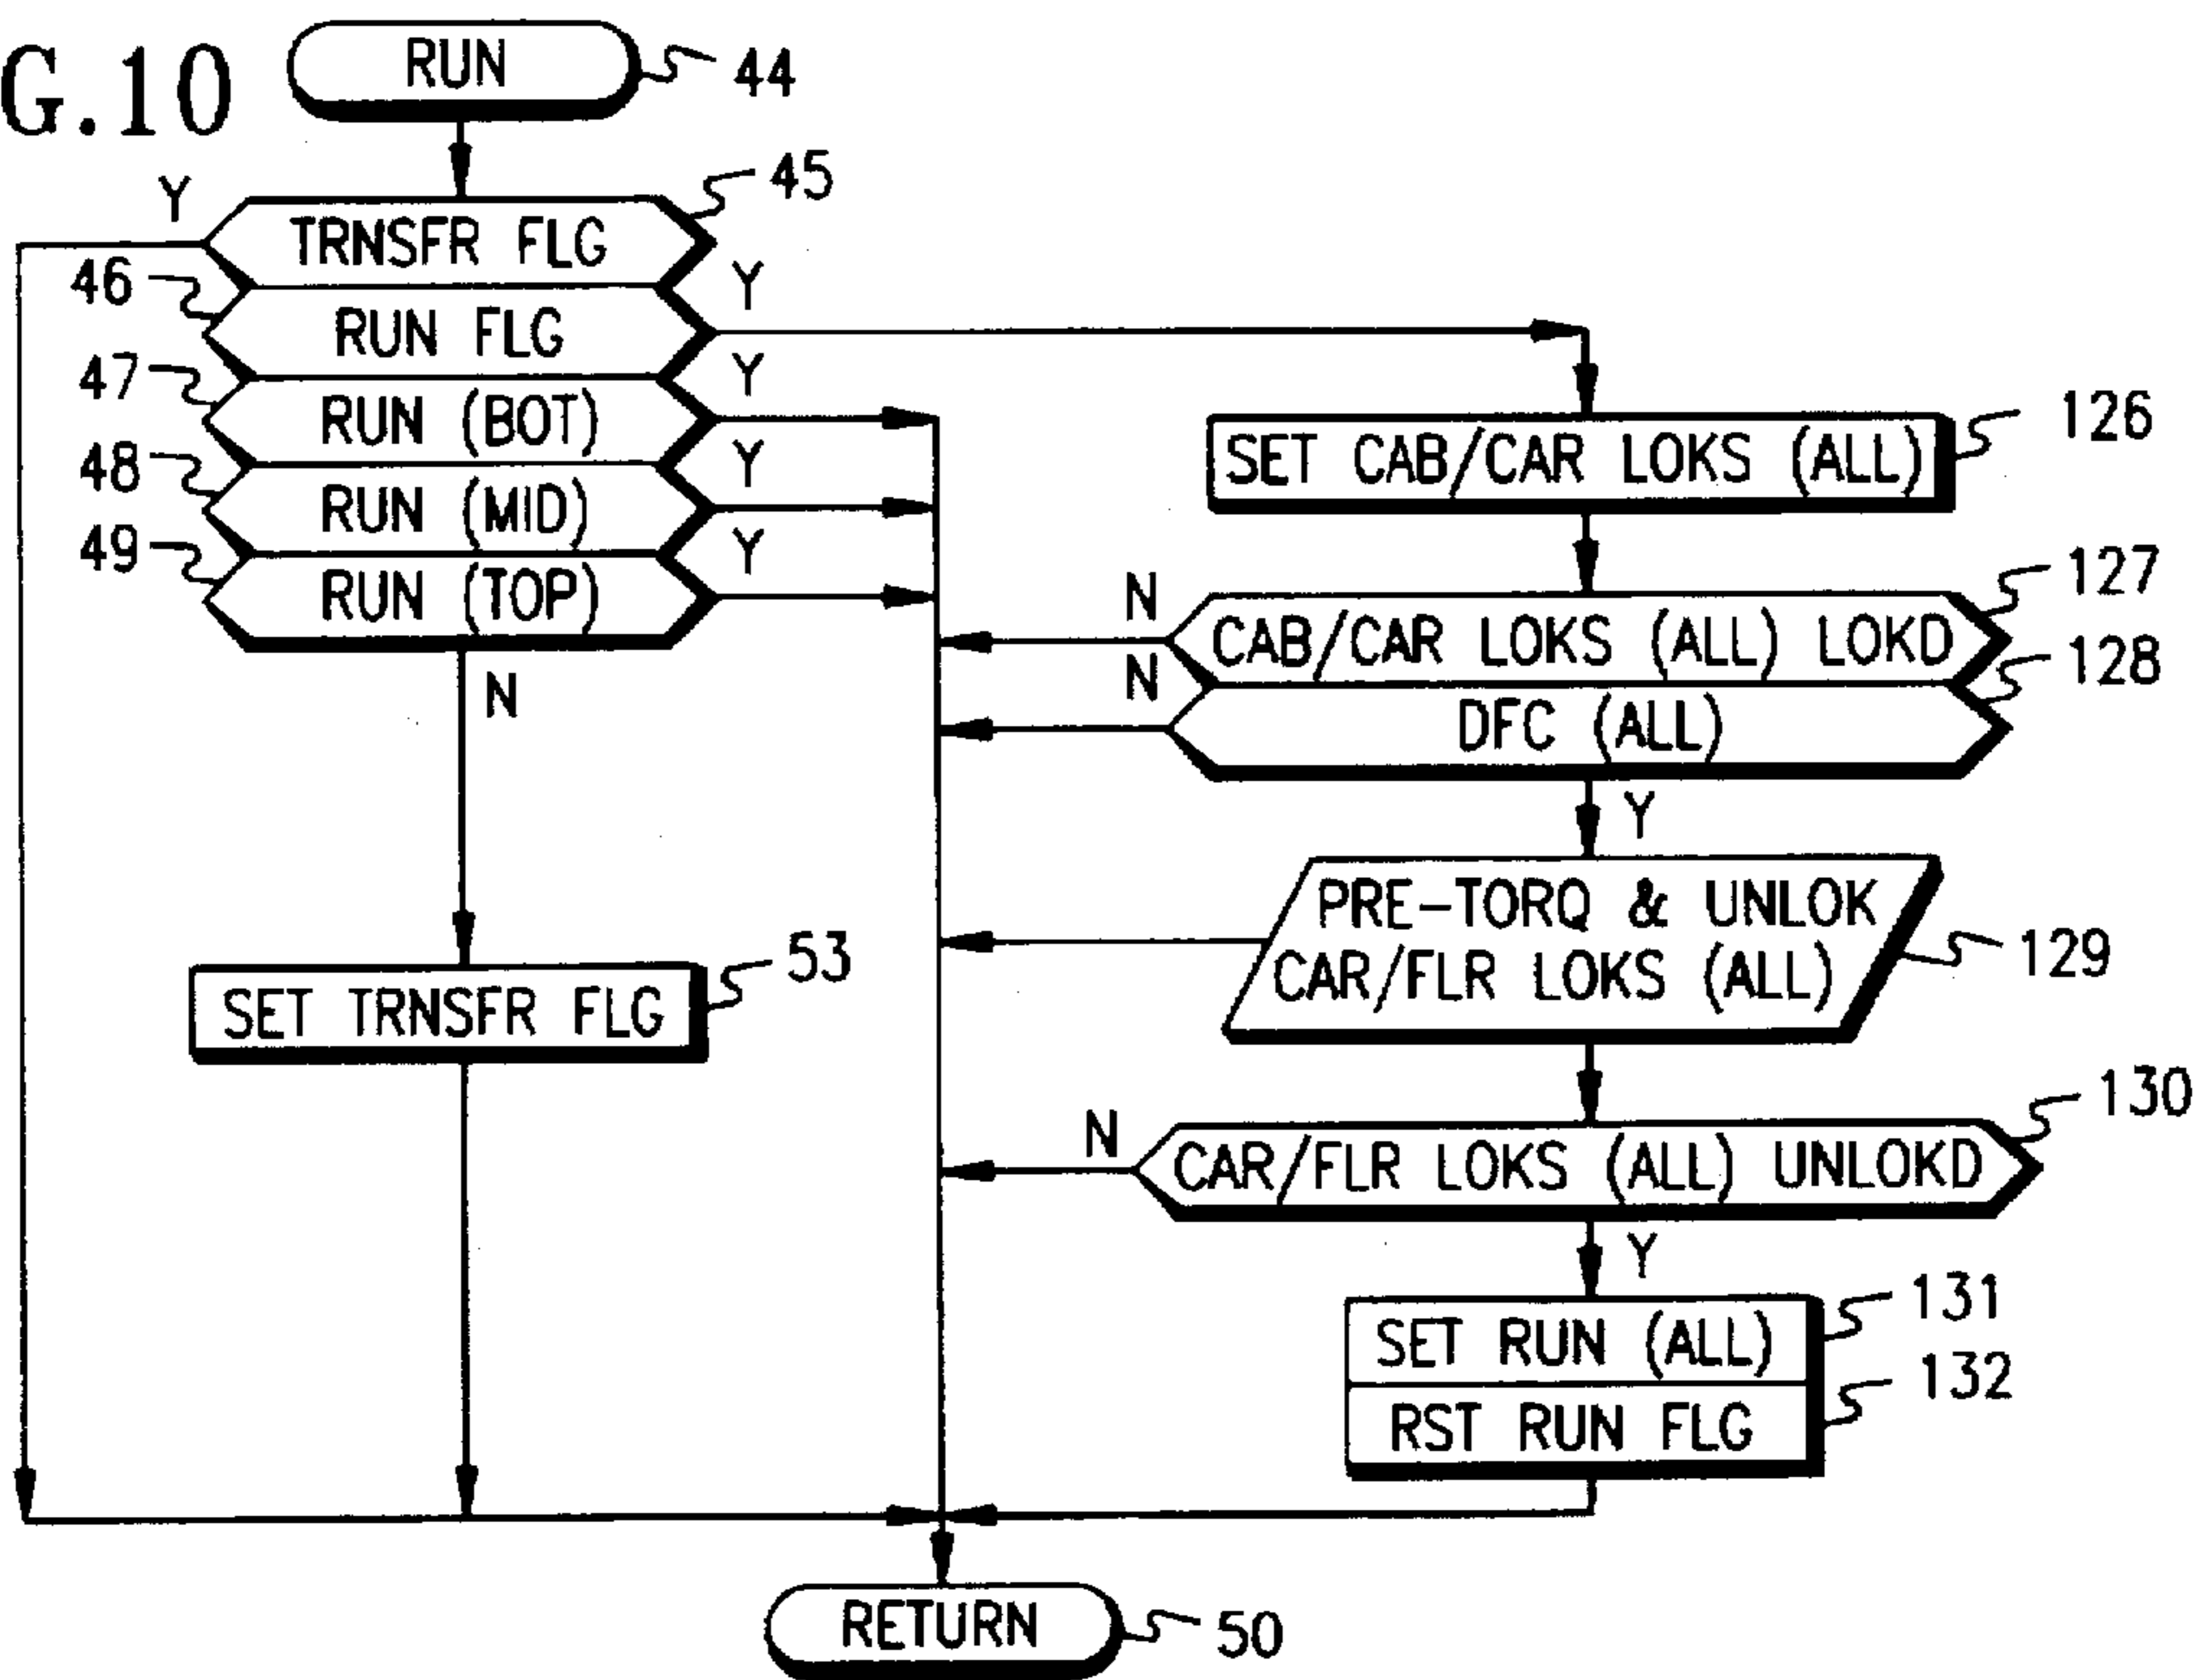 G.10
RUN
44
Y
TRNSFR FLG
45
46
RUN FLG
Y
47
RUN (BOT)
Y
48
RUN (MID)
Y
49
RUN (TOP)
Y
N
SET TRNSFR FLG
53
SET CAB/CAR LOKS (ALL)
126
N
CAB/CAR LOKS (ALL) LOKD
127
N
DFC (ALL)
128
Y
PRE-TORQ & UNLOK
CAR/FLR LOKS (ALL)
129
N
CAR/FLR LOKS (ALL) UNLOKD
130
Y
SET RUN (ALL)
131
RST RUN FLG
132
RETURN
50